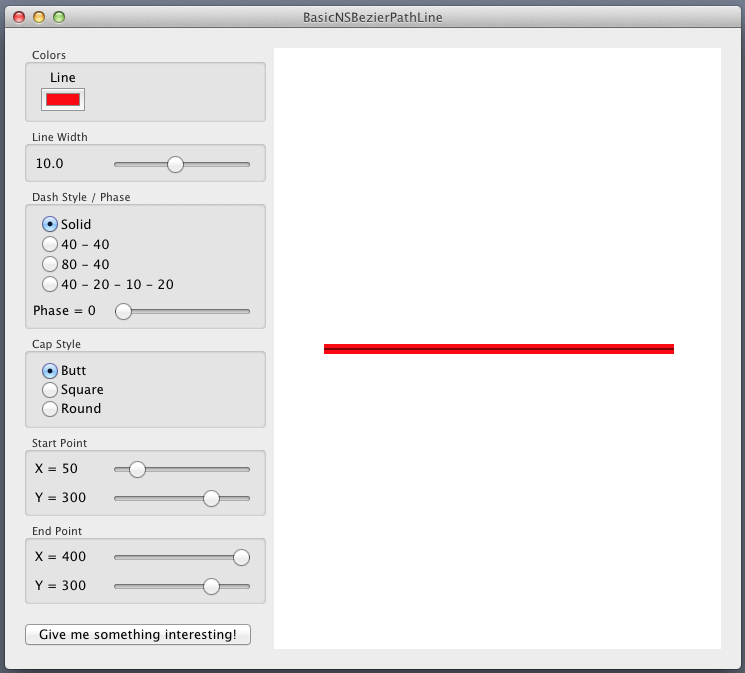 BasicNSBezierPathLine
Colors
Line
Line Width
10.0
Dash Style / Phase
Solid
40 - 40
80 - 40
40 - 20 - 10 - 20
Phase = 0
Cap Style
Butt
Square
Round
Start Point
X = 50
Y = 300
End Point
X = 400
Y = 300
Give me something interesting!